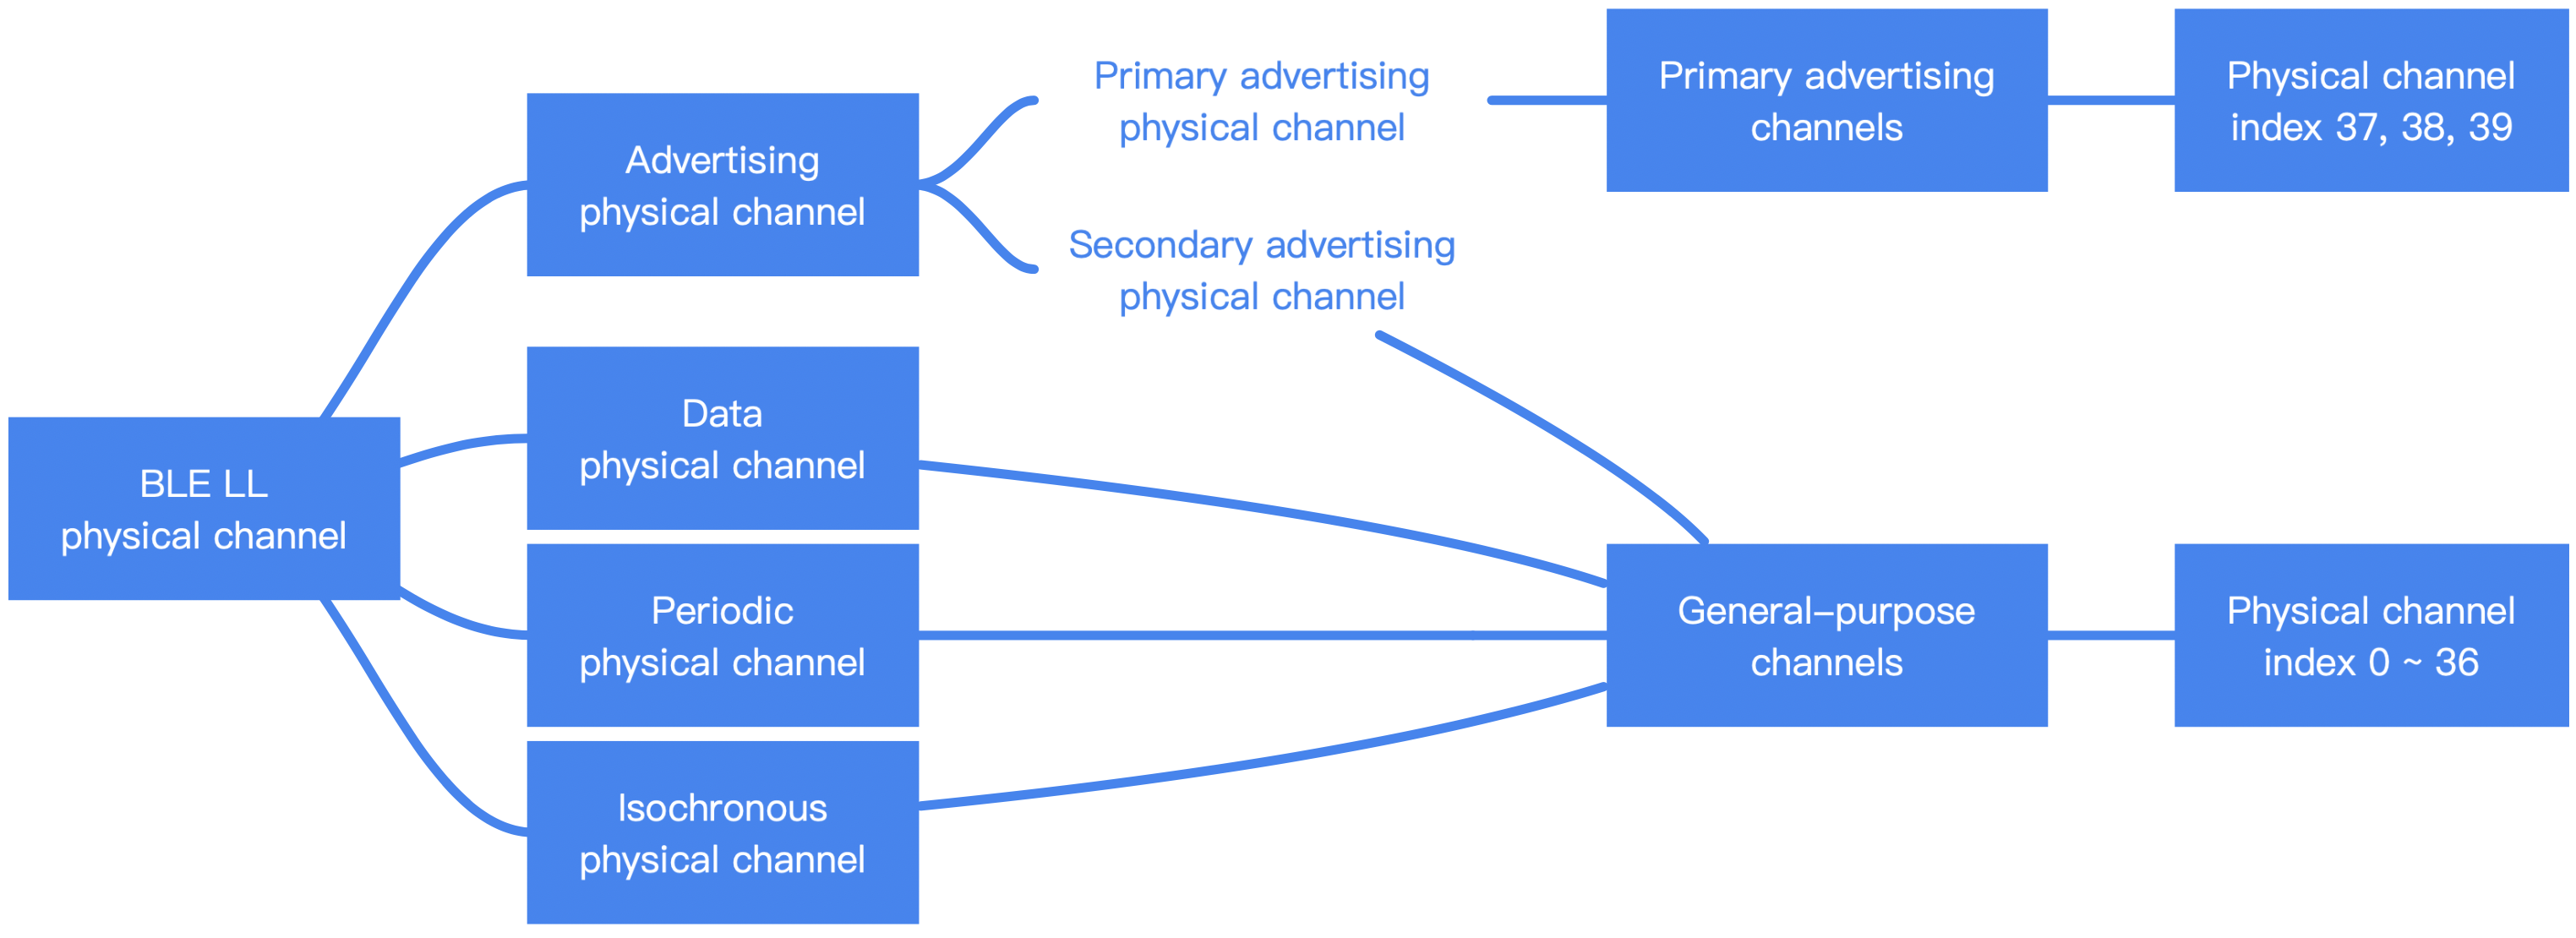 BLE LL
physical channel
Advertising
physical channel
Primary advertising
physical channel
Secondary advertising
physical channel
Primary advertising
channels
Physical channel
index 37, 38, 39
Data
physical channel
Periodic
physical channel
Isochronous
physical channel
General–purpose
channels
Physical channel
index 0 ~ 36